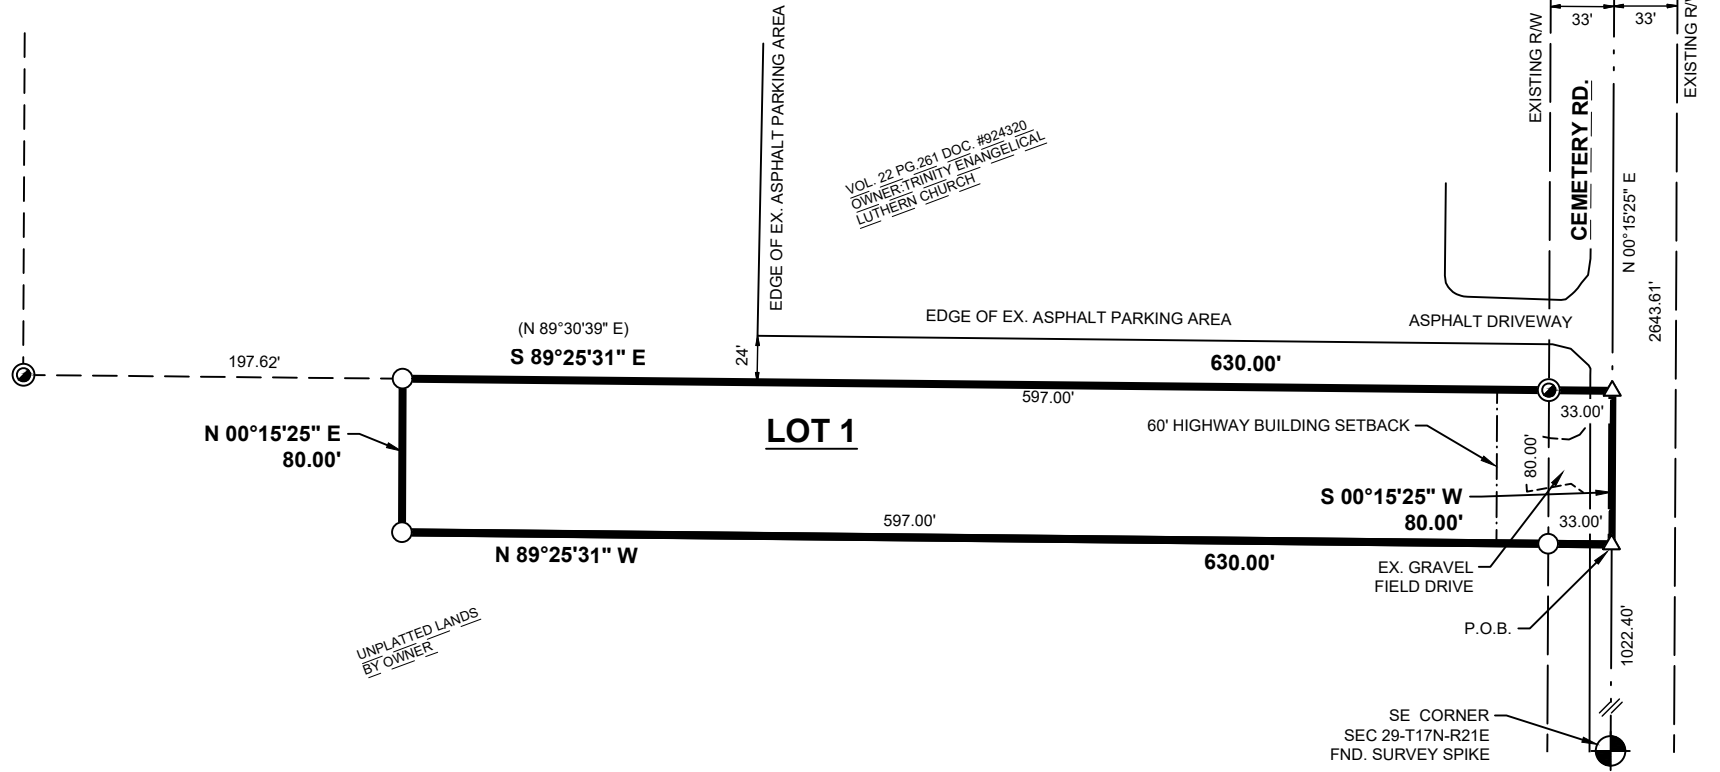 33'
33'
EXISTING R/W
EXISTING R/W
CEMETERY RD.
N 00°15'25" E
2643.61'
EDGE OF EX. ASPHALT PARKING AREA
VOL. 22 PG.261 DOC. #924320
OWNER:TRINITY ENANGELICAL
LUTHERN CHURCH
(N 89°30'39" E)
S 89°25'31" E
EDGE OF EX. ASPHALT PARKING AREA
ASPHALT DRIVEWAY
197.62'
24'
630.00'
597.00'
33.00'
N 00°15'25" E
80.00'
LOT 1
60' HIGHWAY BUILDING SETBACK
80.00'
S 00°15'25" W
80.00'
597.00'
33.00'
N 89°25'31" W
630.00'
EX. GRAVEL
FIELD DRIVE
UNPLATTED LANDS
BY OWNER
P.O.B.
1022.40'
SE CORNER
SEC 29-T17N-R21E
FND. SURVEY SPIKE